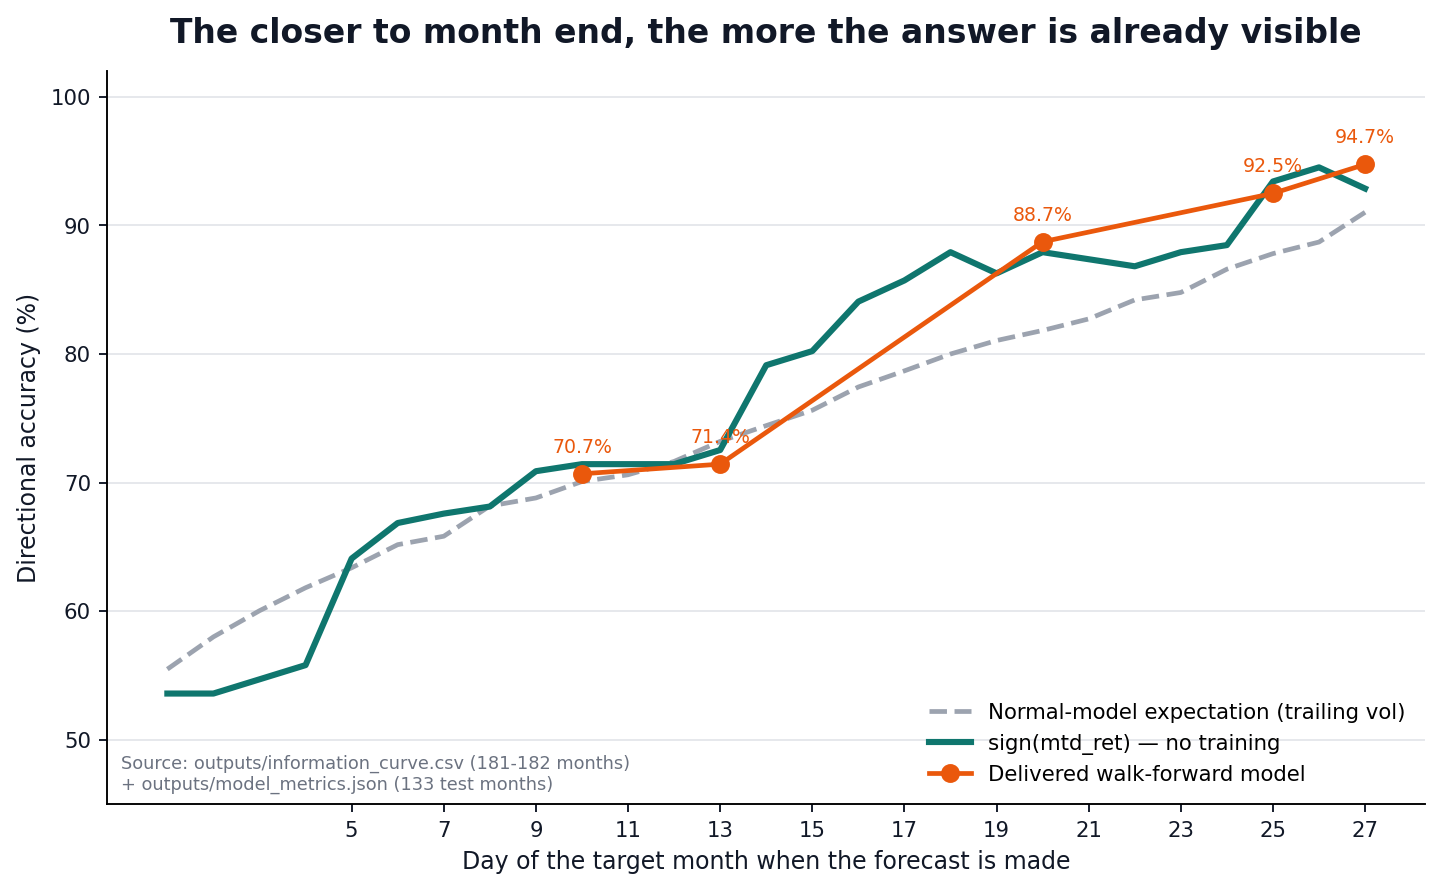 The closer to month end, the more the answer is already visible
Directional accuracy (%)
100
90
80
70
60
50
70.7%
71.4%
88.7%
92.5%
94.7%
Normal-model expectation (trailing vol)
sign(mtd_ret) — no training
Delivered walk-forward model
Source: outputs/information_curve.csv (181-182 months)
+ outputs/model_metrics.json (133 test months)
5 7 9 11 13 15 17 19 21 23 25 27
Day of the target month when the forecast is made